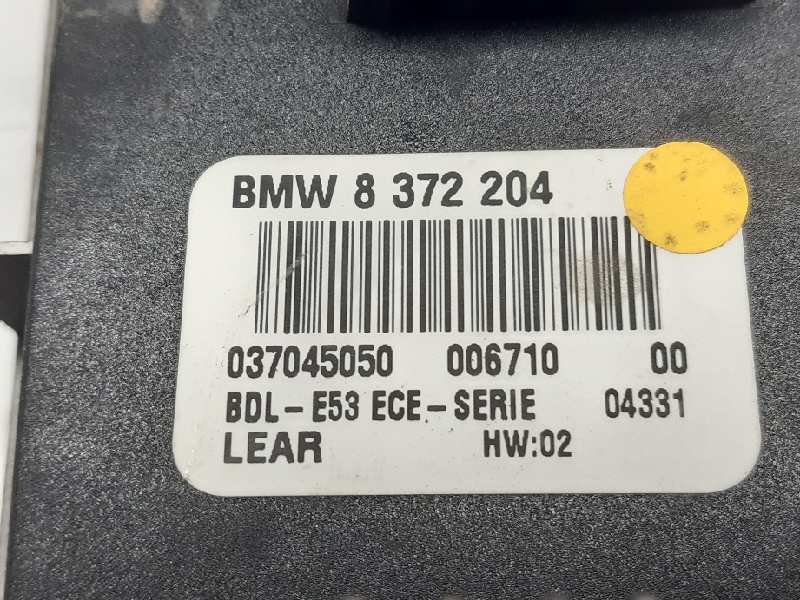 BMW 8 372 204
037045050 006710 00
BDL-E53 ECE-SERIE 04331
LEAR HW:02